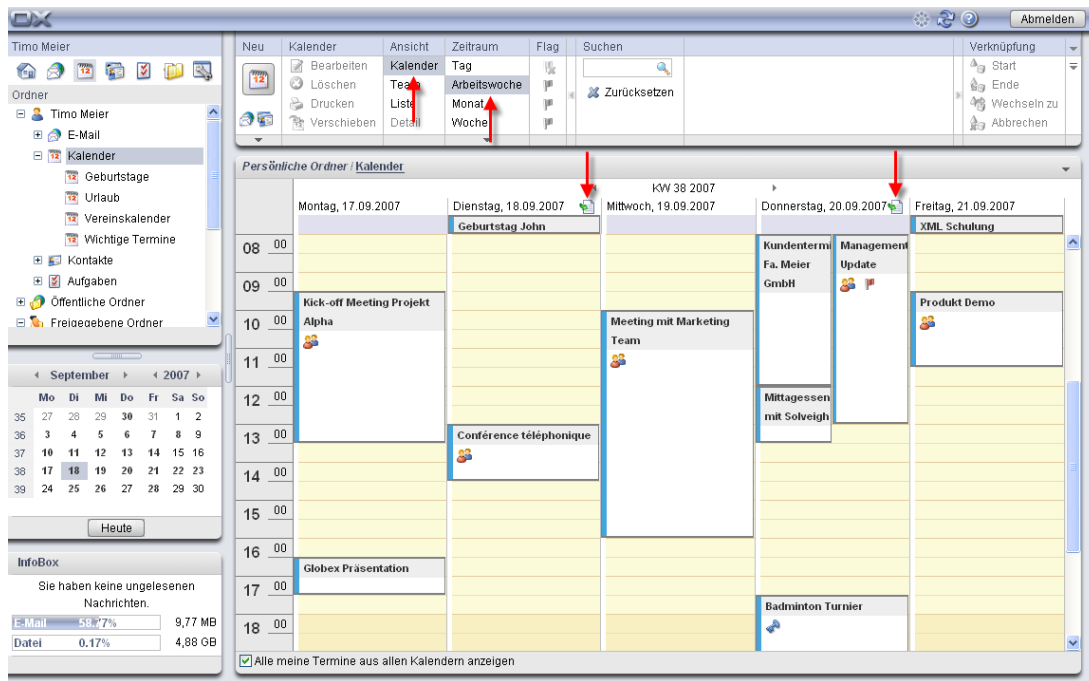 OX
Abmelden
Timo Meier
Ordner
Timo Meier
E-Mail
12 Kalender
12 Geburtstage
12 Urlaub
12 Vereinskalender
12 Wichtige Termine
Kontakte
Aufgaben
Öffentliche Ordner
Freigegebene Ordner
September 2007
Mo Di Mi Do Fr Sa So
35 27 28 29 30 31 1 2
36 3 4 5 6 7 8 9
37 10 11 12 13 14 15 16
38 17 18 19 20 21 22 23
39 24 25 26 27 28 29 30
Heute
InfoBox
Sie haben keine ungelesenen
Nachrichten.
E-Mail 58.77% 9,77 MB
Datei 0.17% 4,88 GB
Neu Kalender Ansicht Zeitraum Flag Suchen Verknüpfung
Bearbeiten Kalender Tag Start
Löschen Team Arbeitswoche Zurücksetzen Ende
Drucken Liste Monat Wechseln zu
Verschieben Detail Woche Abbrechen
Persönliche Ordner / Kalender
KW 38 2007
Montag, 17.09.2007 Dienstag, 18.09.2007 Mittwoch, 19.09.2007 Donnerstag, 20.09.2007 Freitag, 21.09.2007
Geburtstag John XML Schulung
08 00
Kundentermi
Fa. Meier
GmbH
Management
Update
09 00
Kick-off Meeting Projekt
Alpha
Produkt Demo
10 00
Meeting mit Marketing
Team
11 00
12 00
Mittagessen
mit Solveigh
13 00
Conférence téléphonique
14 00
15 00
16 00
Globex Präsentation
17 00
Badminton Turnier
18 00
Alle meine Termine aus allen Kalendern anzeigen